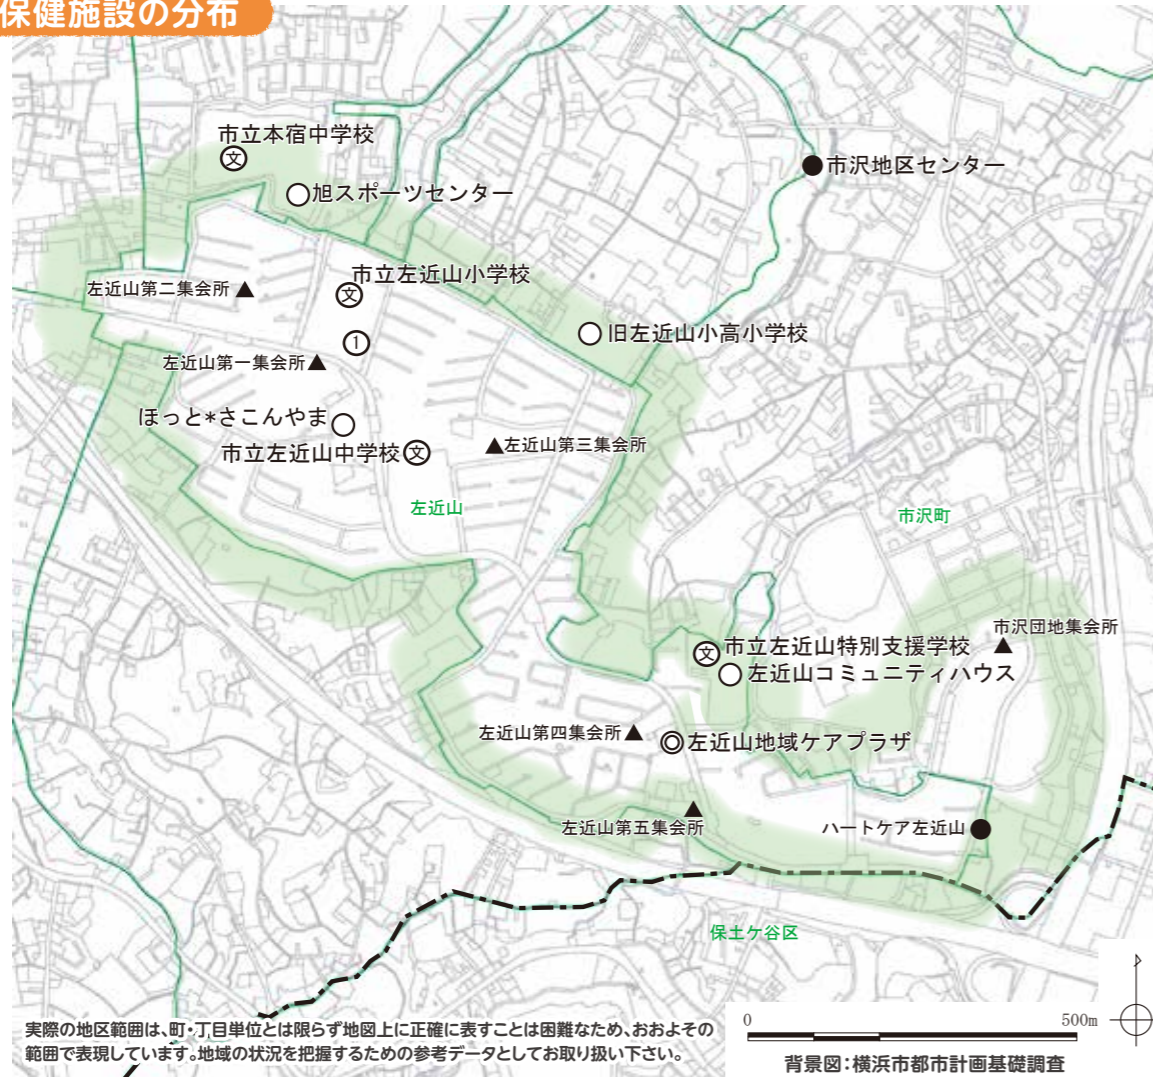 保健施設の分布
市立本宿中学校
文
旭スポーツセンター
市沢地区センター
市立左近山小学校
文
左近山第二集会所
旧左近山小高小学校
1
左近山第一集会所
ほっと*さこんやま
市立左近山中学校
文
左近山第三集会所
左近山
市沢町
市沢団地集会所
文
市立左近山特別支援学校
左近山コミュニティハウス
左近山第四集会所
左近山地域ケアプラザ
左近山第五集会所
ハートケア左近山
保土ケ谷区
実際の地区範囲は、町・丁目単位とは限らず地図上に正確に表すことは困難なため、おおよその
範囲で表現しています。地域の状況を把握するための参考データとしてお取り扱い下さい。
0 500m
背景図:横浜市都市計画基礎調査